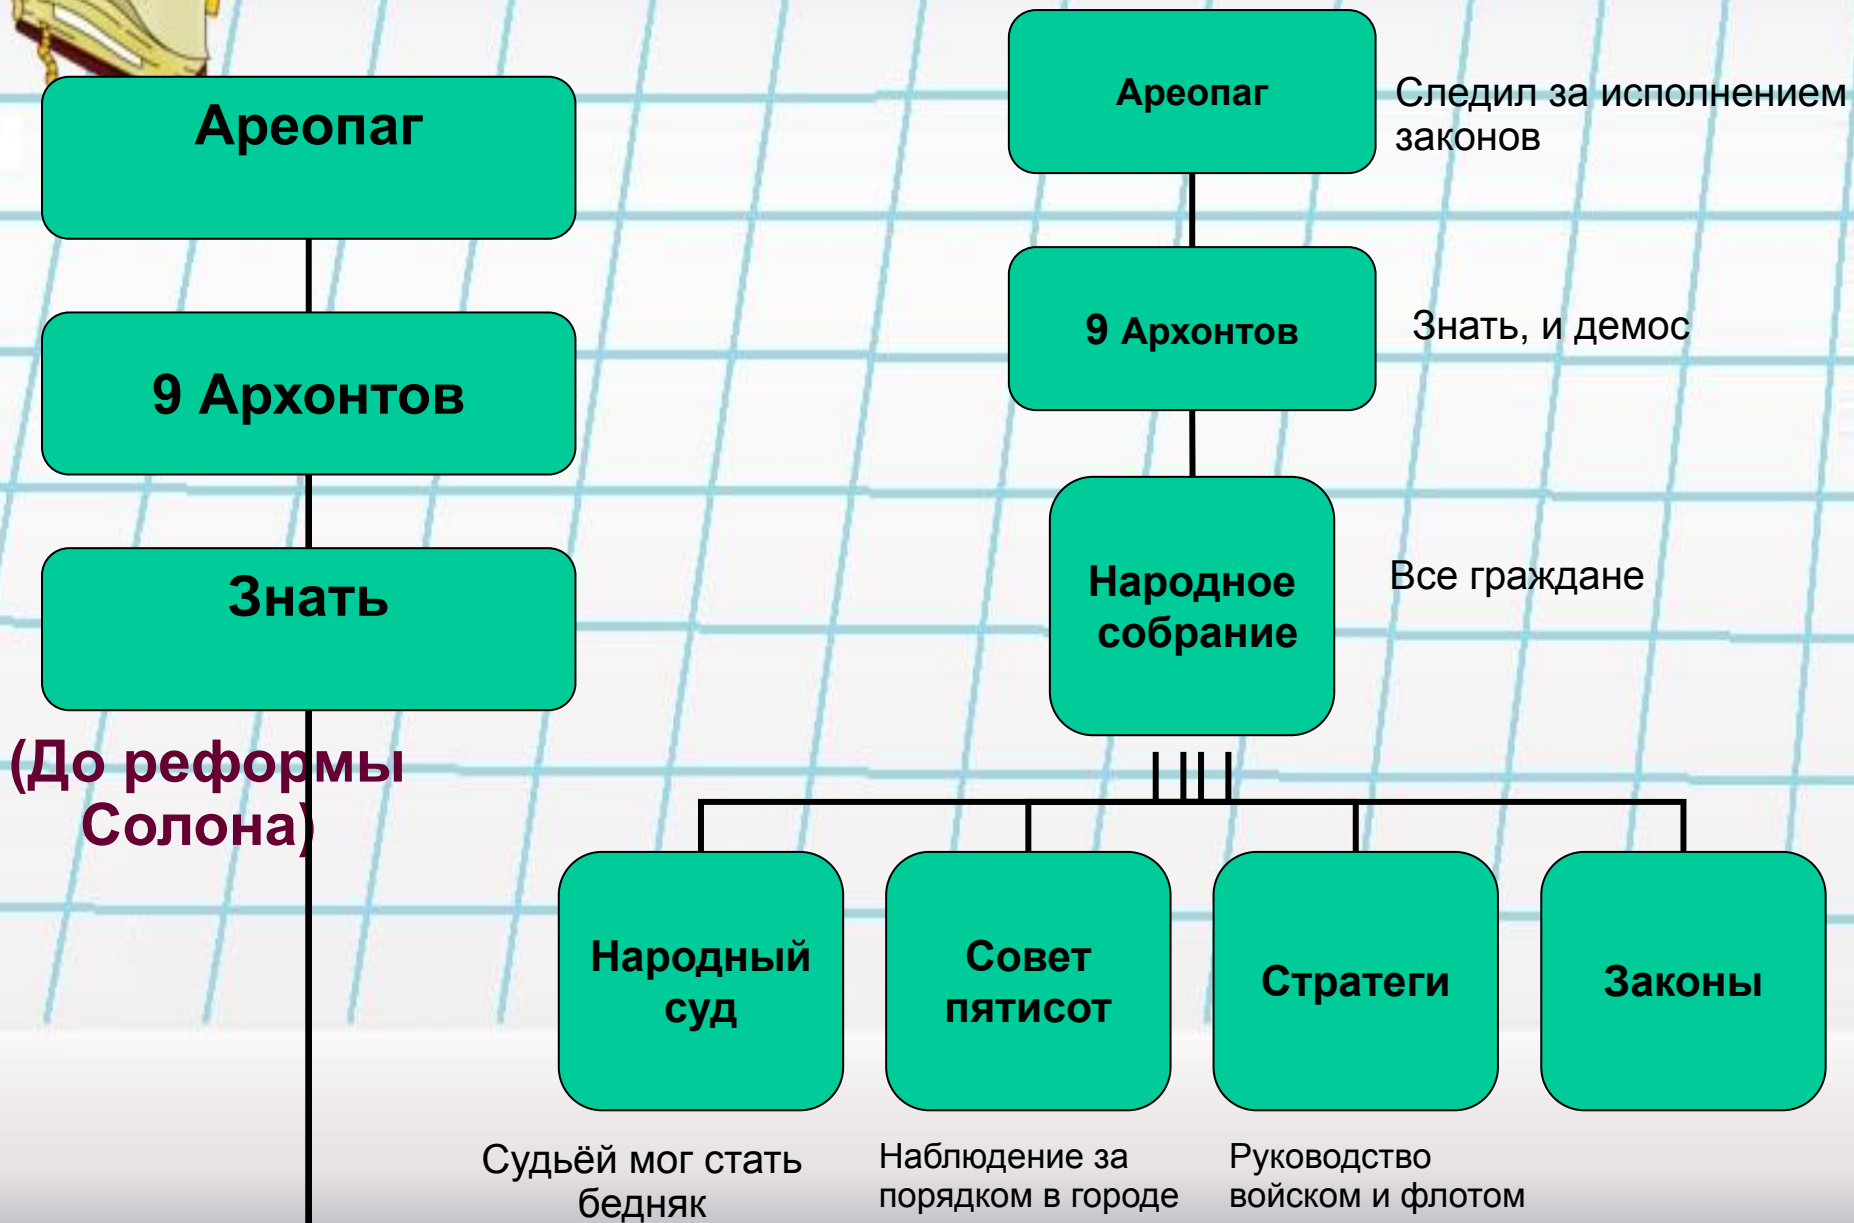 Ареопаг
9 Архонтов
Знать
(До реформы
Солона)
Ареопаг
Следил за исполнением
законов
9 Архонтов
Знать, и демос
Народное
собрание
Все граждане
Народный
суд
Совет
пятисот
Стратеги
Законы
Судьёй мог стать
бедняк
Наблюдение за
порядком в городе
Руководство
войском и флотом